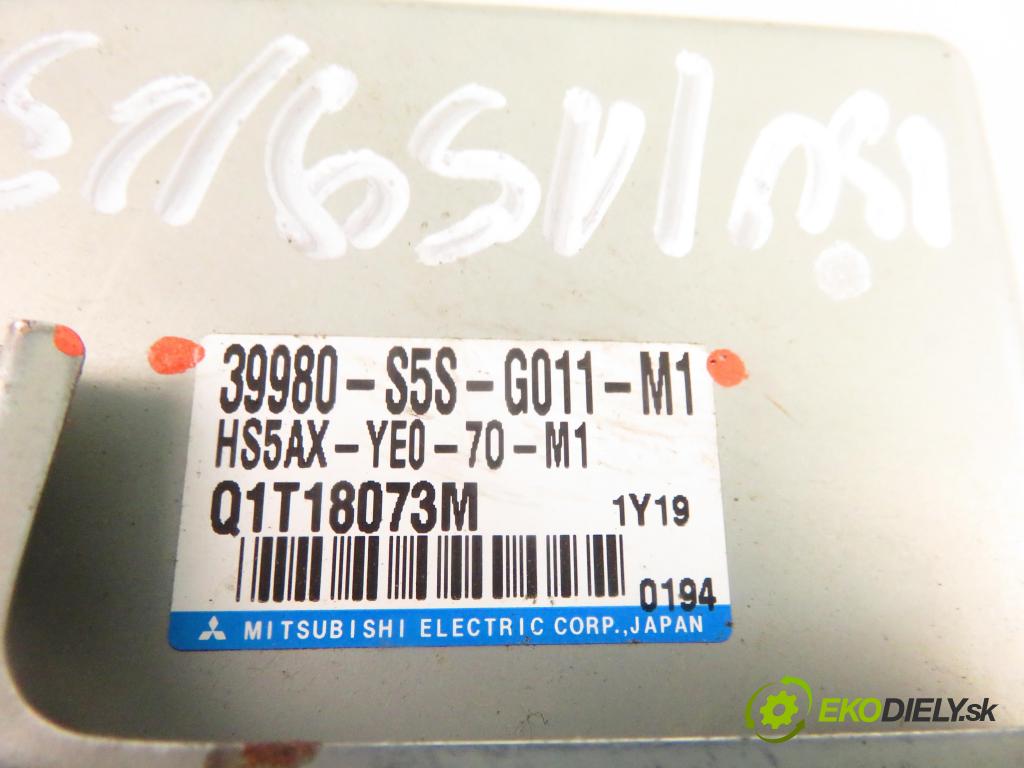 39980-S5S-G011-M1
HS5AX-YE0-70-M1
Q1T18073M 1Y19
0194
MITSUBISHI ELECTRIC CORP., JAPAN
EKODIELY.sk